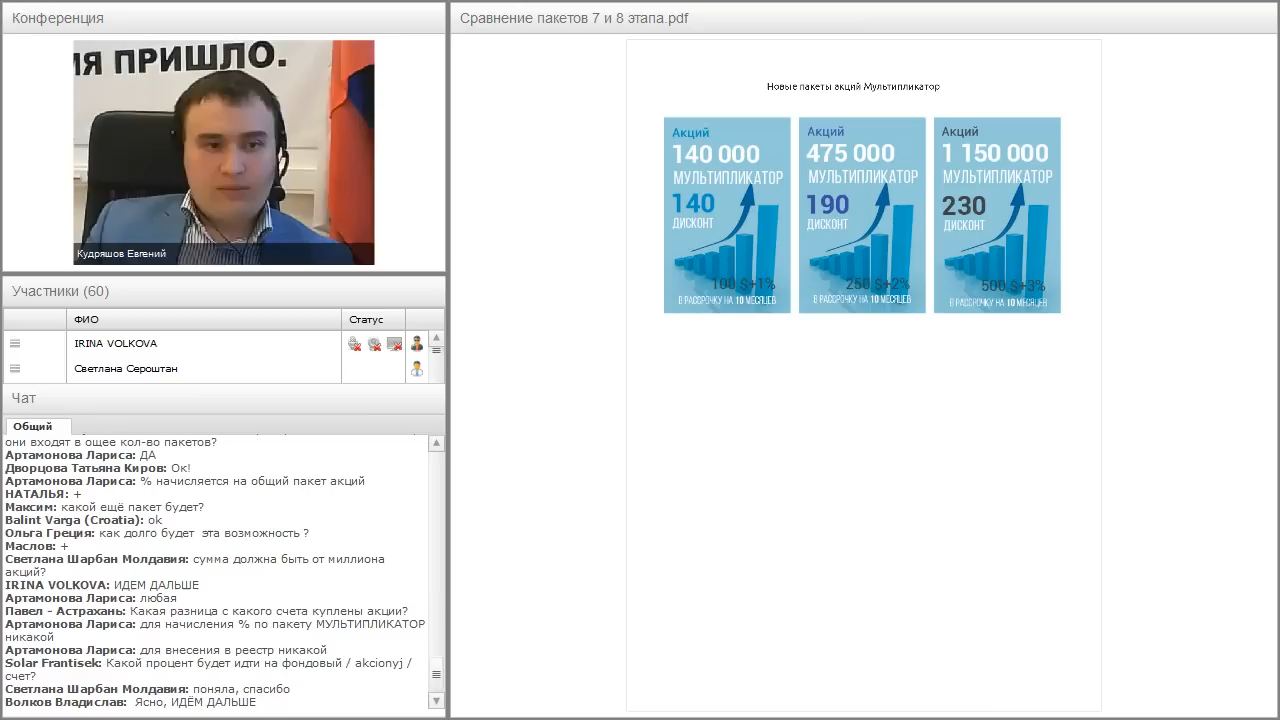 Конференция
Я ПРИШЛО.
Кудряшов Евгений
Участники (60)
ФИО
Статус
IRINA VOLKOVA
Светлана Сероштан
Чат
Общий
они входят в ощее кол-во пакетов?
Артамонова Лариса: ДА
Дворцова Татьяна Киров: Ок!
Артамонова Лариса: % начисляется на общий пакет акций
НАТАЛЬЯ: +
Максим: какой ещё пакет будет?
Balint Varga (Croatia): ok
Ольга Греция: как долго будет эта возможность ?
Маслов: +
Светлана Шарбан Молдавия: сумма должна быть от миллиона
акций?
IRINA VOLKOVA: ИДЕМ ДАЛЬШЕ
Артамонова Лариса: любая
Павел - Астрахань: Какая разница с какого счета куплены акции?
Артамонова Лариса: для начисления % по пакету МУЛЬТИПЛИКАТОР
никакой
Артамонова Лариса: для внесения в реестр никакой
Solar Frantisek: Какой процент будет идти на фондовый / akcionyj /
счет?
Светлана Шарбан Молдавия: поняла, спасибо
Волков Владислав: Ясно, ИДЁМ ДАЛЬШЕ
Сравнение пакетов 7 и 8 этапа.pdf
Новые пакеты акций Мультипликатор
Акций
140 000
МУЛЬТИПЛИКАТОР
140
ДИСКОНТ
100 $+1%
В РАССРОЧКУ НА 10 МЕСЯЦЕВ
Акций
475 000
МУЛЬТИПЛИКАТОР
190
ДИСКОНТ
250 $+2%
В РАССРОЧКУ НА 10 МЕСЯЦЕВ
Акций
1 150 000
МУЛЬТИПЛИКАТОР
230
ДИСКОНТ
500 $+3%
В РАССРОЧКУ НА 10 МЕСЯЦЕВ